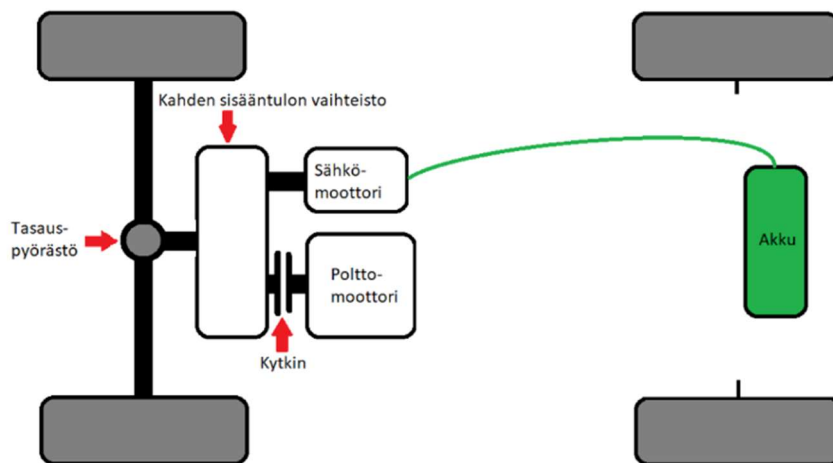 Kahden sisääntulon vaihteisto
Sähkö-
moottori
Tasaus-
pyörästö
Akku
Poltto-
moottori
Kytkin